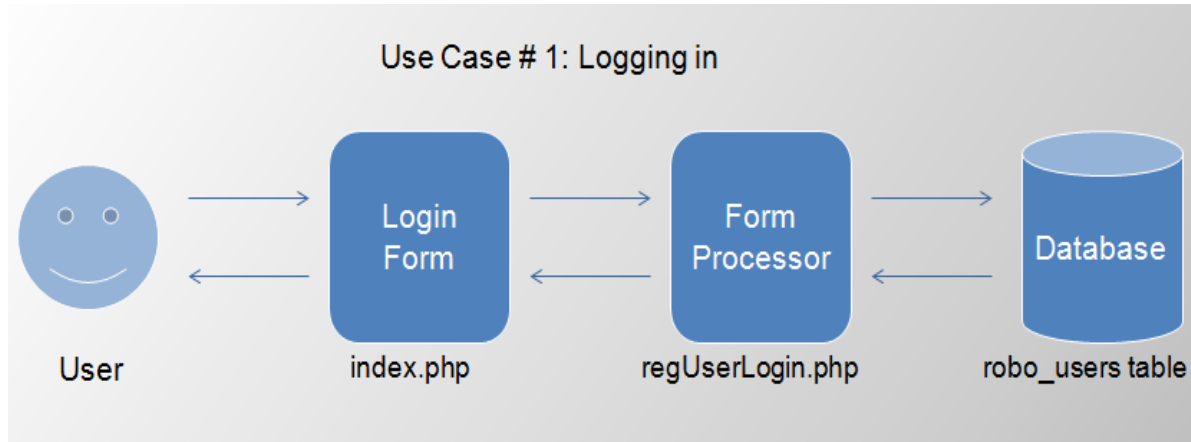 Use Case # 1: Logging in
Login
Form
Form
Processor
Database
User
index.php
regUserLogin.php
robo_users table